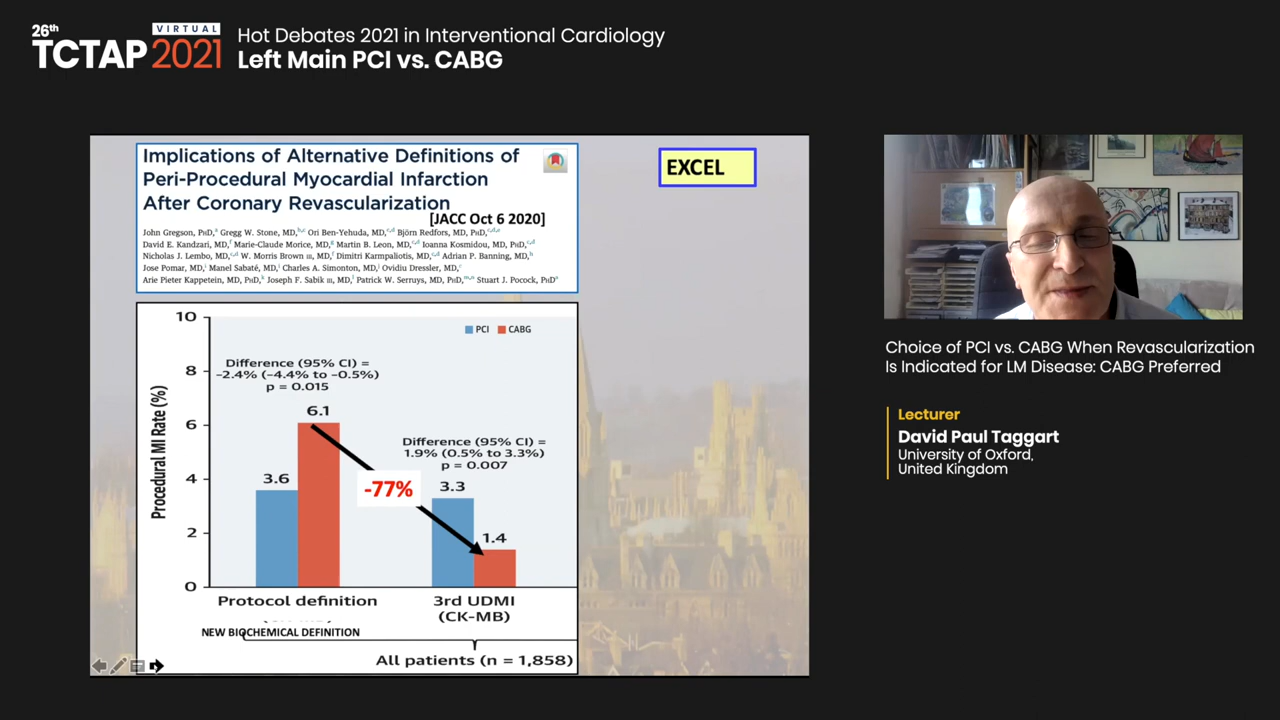 26th
VIRTUAL
TCTAP 2021
Hot Debates 2021 in Interventional Cardiology
Left Main PCI vs. CABG
Implications of Alternative Definitions of
Peri-Procedural Myocardial Infarction
After Coronary Revascularization
[JACC Oct 6 2020]
John Gregson, PhD,a Gregg W. Stone, MD,b,c Ori Ben-Yehuda, MD,c,d Björn Redfors, MD, PhD,c,d,e
David E. Kandzari, MD,f Marie-Claude Morice, MD,g Martin B. Leon, MD,c,d Ioanna Kosmidou, MD, PhD,c,d
Nicholas J. Lembo, MD,c,d W. Morris Brown III, MD,f Dimitri Karmpaliotis, MD,c,d Adrian P. Banning, MD,h
Jose Pomar, MD,i Manel Sabaté, MD,i Charles A. Simonton, MD,j Ovidiu Dressler, MD,c
Arie Pieter Kappetein, MD, PhD,k Joseph F. Sabik III, MD,l Patrick W. Serruys, MD, PhD,m,n Stuart J. Pocock, PhDa
EXCEL
Procedural MI Rate (%)
10
8
6
4
2
0
PCI CABG
Difference (95% CI) =
-2.4% (-4.4% to -0.5%)
p = 0.015
3.6
6.1
-77%
Difference (95% CI) =
1.9% (0.5% to 3.3%)
p = 0.007
3.3
1.4
Protocol definition
NEW BIOCHEMICAL DEFINITION
3rd UDMI
(CK-MB)
All patients (n = 1,858)
Choice of PCI vs. CABG When Revascularization
Is Indicated for LM Disease: CABG Preferred
Lecturer
David Paul Taggart
University of Oxford,
United Kingdom